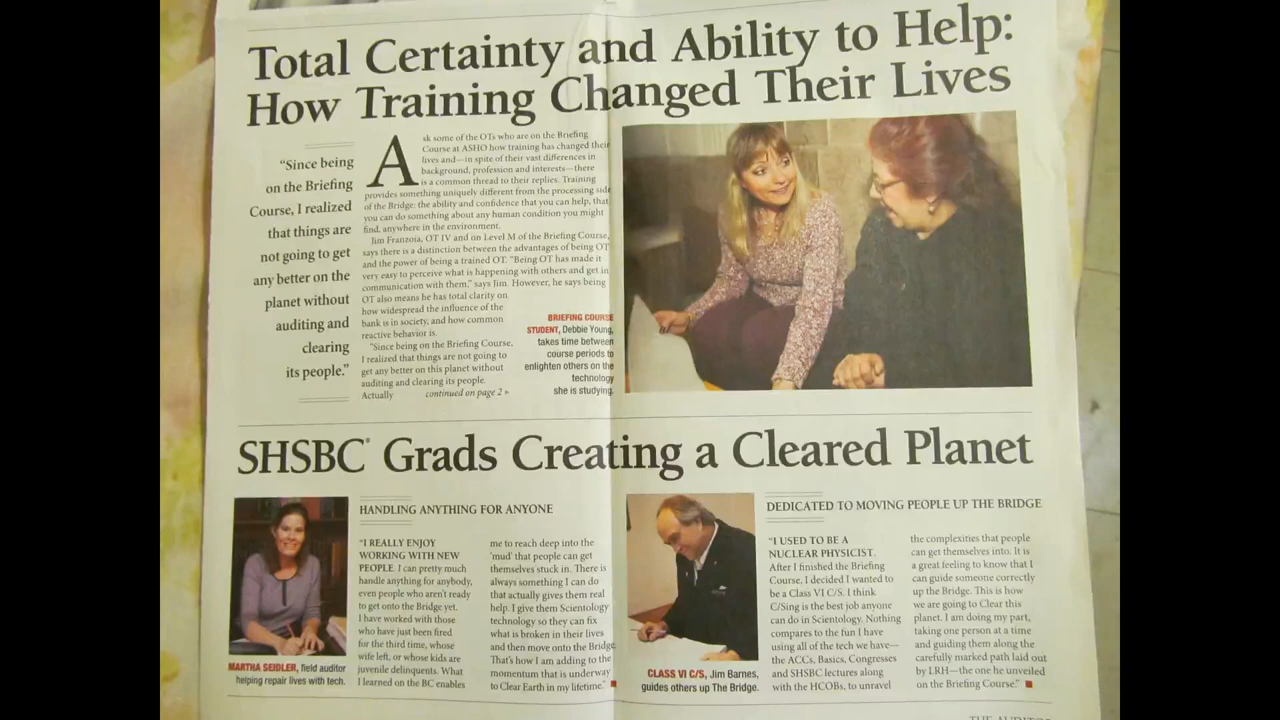 Total Certainty and Ability to Help:
How Training Changed Their Lives
"Since being
on the Briefing
Course, I realized
that things are
not going to get
any better on the
planet without
auditing and
clearing
its people."
Ask some of the OTs who are on the Briefing
Course at ASHO how training has changed their
lives and—in spite of their vast differences in
background, profession and interests—there
is a common thread to their replies. Training
provides something uniquely different from the processing side
of the Bridge: the ability and confidence that you can help, that
you can do something about any human condition you might
find, anywhere in the environment.
Jim Franzoia, OT IV and on Level M of the Briefing Course,
says there is a distinction between the advantages of being OT
and the power of being a trained OT. "Being OT has made it
very easy to perceive what is happening with others and get in
communication with them," says Jim. However, he says being
OT also means he has total clarity on
how widespread the influence of the
bank is in society, and how common
reactive behavior is.
"Since being on the Briefing Course,
I realized that things are not going to
get any better on this planet without
auditing and clearing its people.
Actually
continued on page 2 »
BRIEFING COURSE
STUDENT, Debbie Young,
takes time between
course periods to
enlighten others on the
technology
she is studying.
SHSBC® Grads Creating a Cleared Planet
HANDLING ANYTHING FOR ANYONE
"I REALLY ENJOY
WORKING WITH NEW
PEOPLE. I can pretty much
handle anything for anybody,
even people who aren't ready
to get onto the Bridge yet.
I have worked with those
who have just been fired
for the third time, whose
wife left, or whose kids are
juvenile delinquents. What
I learned on the BC enables
me to reach deep into the
'mud' that people can get
themselves stuck in. There is
always something I can do
that actually gives them real
help. I give them Scientology
technology so they can fix
what is broken in their lives
and then move onto the Bridge.
That's how I am adding to the
momentum that is underway
to Clear Earth in my lifetime."
MARTHA SEIDLER, field auditor
helping repair lives with tech.
DEDICATED TO MOVING PEOPLE UP THE BRIDGE
"I USED TO BE A
NUCLEAR PHYSICIST.
After I finished the Briefing
Course, I decided I wanted to
be a Class VI C/S. I think
C/Sing is the best job anyone
can do in Scientology. Nothing
compares to the fun I have
using all of the tech we have—
the ACCs, Basics, Congresses
and SHSBC lectures along
with the HCOBs, to unravel
the complexities that people
can get themselves into. It is
a great feeling to know that I
can guide someone correctly
up the Bridge. This is how
we are going to Clear this
planet. I am doing my part,
taking one person at a time
and guiding them along the
carefully marked path laid out
by LRH—the one he unveiled
on the Briefing Course."
CLASS VI C/S, Jim Barnes,
guides others up The Bridge.
THE AUDITOR